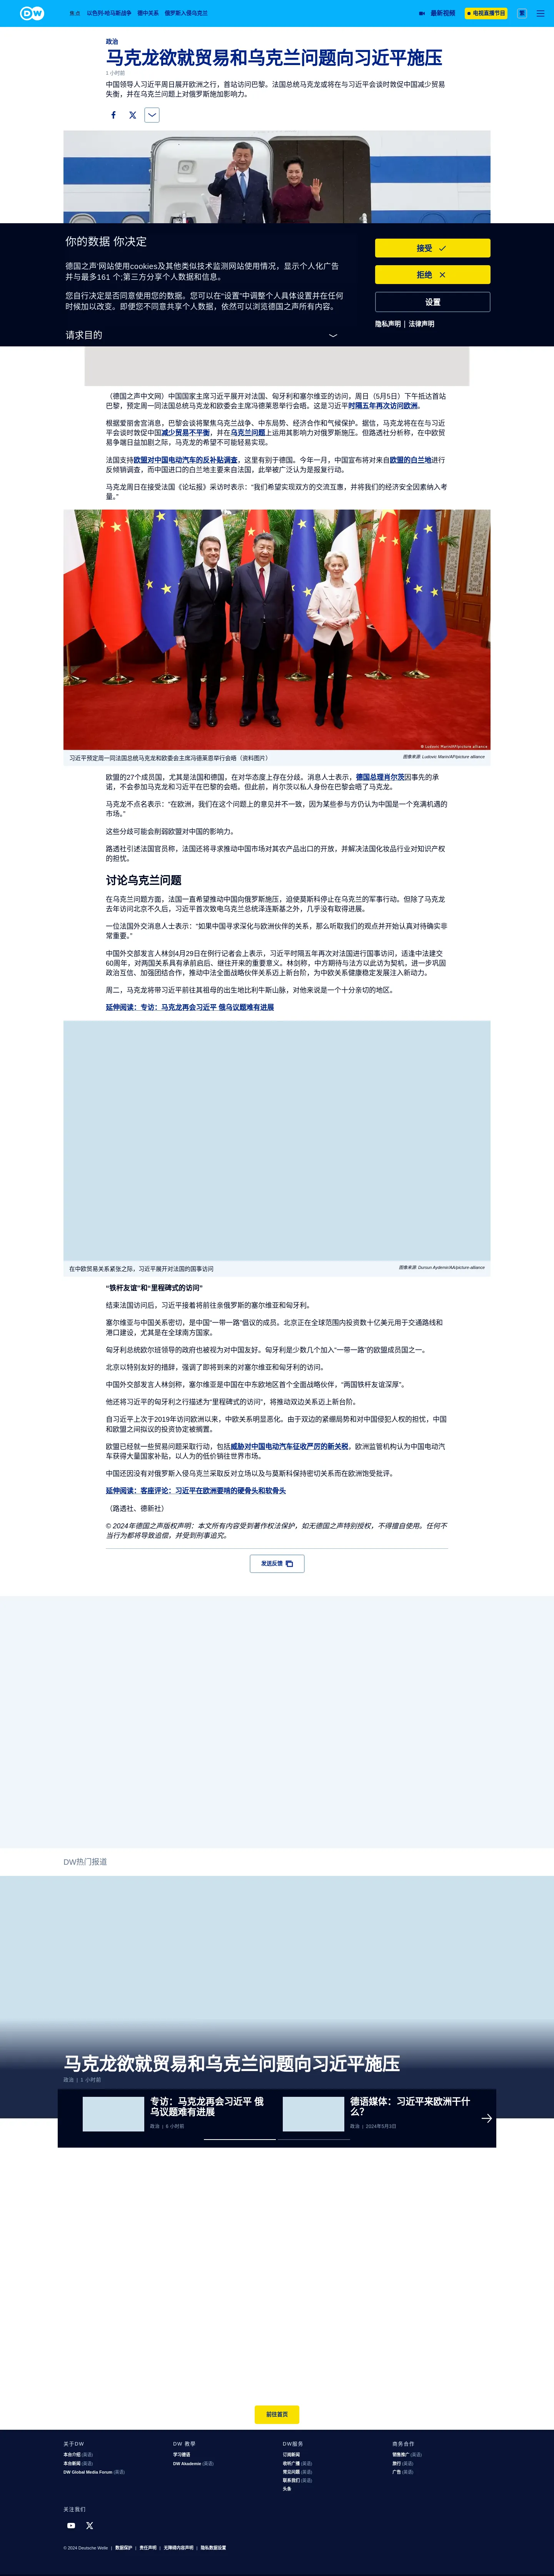 DW
焦点 以色列-哈马斯战争 德中关系 俄罗斯入侵乌克兰 最新视频 电视直播节目 繁
政治
马克龙欲就贸易和乌克兰问题向习近平施压
1 小时前
中国领导人习近平周日展开欧洲之行，首站访问巴黎。法国总统马克龙或将在与习近平会谈时敦促中国减少贸易
失衡，并在乌克兰问题上对俄罗斯施加影响力。
你的数据 你决定
德国之声'网站使用cookies及其他类似技术监测网站使用情况，显示个人化广告
并与最多161 个;第三方分享个人数据和信息。
您自行决定是否同意使用您的数据。您可以在"设置"中调整个人具体设置并在任何
时候加以改变。即便您不同意共享个人数据，依然可以浏览德国之声所有内容。
请求目的
接受
拒绝
设置
隐私声明 | 法律声明
（德国之声中文网）中国国家主席习近平展开对法国、匈牙利和塞尔维亚的访问，周日（5月5日）下午抵达首站
巴黎，预定周一同法国总统马克龙和欧委会主席冯德莱恩举行会晤。这是习近平时隔五年再次访问欧洲。
根据爱丽舍宫消息，巴黎会谈将聚焦乌克兰战争、中东局势、经济合作和气候保护。据信，马克龙将在在与习近
平会谈时敦促中国减少贸易不平衡，并在乌克兰问题上运用其影响力对俄罗斯施压。但路透社分析称，在中欧贸
易争端日益加剧之际，马克龙的希望不可能轻易实现。
法国支持欧盟对中国电动汽车的反补贴调查，这里有别于德国。今年一月，中国宣布将对来自欧盟的白兰地进行
反倾销调查，而中国进口的白兰地主要来自法国，此举被广泛认为是报复行动。
马克龙周日在接受法国《论坛报》采访时表示："我们希望实现双方的交流互惠，并将我们的经济安全因素纳入考
量。"
© Ludovic Marin/AP/picture alliance
习近平预定周一同法国总统马克龙和欧委会主席冯德莱恩举行会晤（资料图片）
图像来源: Ludovic Marin/AP/picture alliance
欧盟的27个成员国，尤其是法国和德国，在对华态度上存在分歧。消息人士表示，德国总理肖尔茨因事先的承
诺，不会参加马克龙和习近平在巴黎的会晤。但此前，肖尔茨以私人身份在巴黎会晤了马克龙。
马克龙不点名表示："在欧洲，我们在这个问题上的意见并不一致，因为某些参与方仍认为中国是一个充满机遇的
市场。"
这些分歧可能会削弱欧盟对中国的影响力。
路透社引述法国官员称，法国还将寻求推动中国市场对其农产品出口的开放，并解决法国化妆品行业对知识产权
的担忧。
讨论乌克兰问题
在乌克兰问题方面，法国一直希望推动中国向俄罗斯施压，迫使莫斯科停止在乌克兰的军事行动。但除了马克龙
去年访问北京不久后，习近平首次致电乌克兰总统泽连斯基之外，几乎没有取得进展。
一位法国外交消息人士表示："如果中国寻求深化与欧洲伙伴的关系，那么听取我们的观点并开始认真对待确实非
常重要。"
中国外交部发言人林剑4月29日在例行记者会上表示，习近平时隔五年再次对法国进行国事访问，适逢中法建交
60周年，对两国关系具有承前启后、继往开来的重要意义。林剑称，中方期待与法方以此访为契机，进一步巩固
政治互信、加强团结合作，推动中法全面战略伙伴关系迈上新台阶，为中欧关系健康稳定发展注入新动力。
周二，马克龙将带习近平前往其祖母的出生地比利牛斯山脉，对他来说是一个十分亲切的地区。
延伸阅读：专访：马克龙再会习近平 俄乌议题难有进展
在中欧贸易关系紧张之际，习近平展开对法国的国事访问
图像来源: Dursun Aydemir/AA/picture-alliance
"铁杆友谊"和"里程碑式的访问"
结束法国访问后，习近平接着将前往亲俄罗斯的塞尔维亚和匈牙利。
塞尔维亚与中国关系密切，是中国"一带一路"倡议的成员。北京正在全球范围内投资数十亿美元用于交通路线和
港口建设，尤其是在全球南方国家。
匈牙利总统欧尔班领导的政府也被视为对中国友好。匈牙利是少数几个加入"一带一路"的欧盟成员国之一。
北京以特别友好的措辞，强调了即将到来的对塞尔维亚和匈牙利的访问。
中国外交部发言人林剑称，塞尔维亚是中国在中东欧地区首个全面战略伙伴，"两国铁杆友谊深厚"。
他还将习近平的匈牙利之行描述为"里程碑式的访问"，将推动双边关系迈上新台阶。
自习近平上次于2019年访问欧洲以来，中欧关系明显恶化。由于双边的紧绷局势和对中国侵犯人权的担忧，中国
和欧盟之间拟议的投资协定被搁置。
欧盟已经就一些贸易问题采取行动，包括威胁对中国电动汽车征收严厉的新关税，欧洲监管机构认为中国电动汽
车获得大量国家补贴，以人为的低价销往世界市场。
中国还因没有对俄罗斯入侵乌克兰采取反对立场以及与莫斯科保持密切关系而在欧洲饱受批评。
延伸阅读：客座评论：习近平在欧洲要啃的硬骨头和软骨头
（路透社、德新社）
© 2024年德国之声版权声明：本文所有内容受到著作权法保护，如无德国之声特别授权，不得擅自使用。任何不
当行为都将导致追偿，并受到刑事追究。
发送反馈
DW热门报道
马克龙欲就贸易和乌克兰问题向习近平施压
政治 | 1 小时前
专访：马克龙再会习近平 俄
乌议题难有进展
政治 | 6 小时前
德语媒体：习近平来欧洲干什
么？
政治 | 2024年5月3日
前往首页
关于DW
本台介绍 (英语)
本台新闻 (英语)
DW Global Media Forum (英语)
DW 教学
学习德语
DW Akademie (英语)
DW服务
订阅新闻
收听广播 (英语)
常见问题 (英语)
联系我们 (英语)
头条
商务合作
销售推广 (英语)
旅行 (英语)
广告 (英语)
关注我们
© 2024 Deutsche Welle | 数据保护 | 责任声明 | 无障碍内容声明 | 隐私数据设置